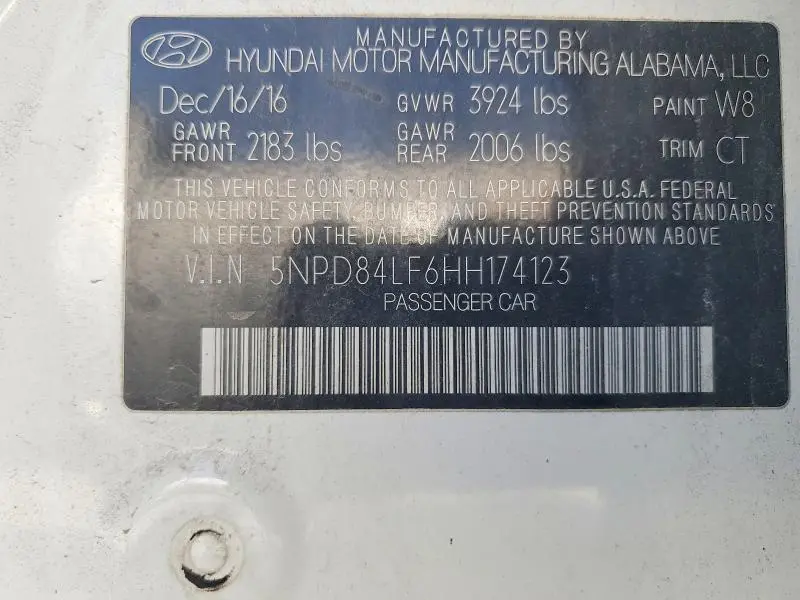 MANUFACTURED BY
HYUNDAI MOTOR MANUFACTURING ALABAMA, LLC
Dec/16/16 GVWR 3924 lbs PAINT W8
GAWR FRONT 2183 lbs GAWR REAR 2006 lbs TRIM CT
THIS VEHICLE CONFORMS TO ALL APPLICABLE U.S.A. FEDERAL
MOTOR VEHICLE SAFETY, BUMPER, AND THEFT PREVENTION STANDARDS
IN EFFECT ON THE DATE OF MANUFACTURE SHOWN ABOVE
V.I.N 5NPD84LF6HH174123
PASSENGER CAR